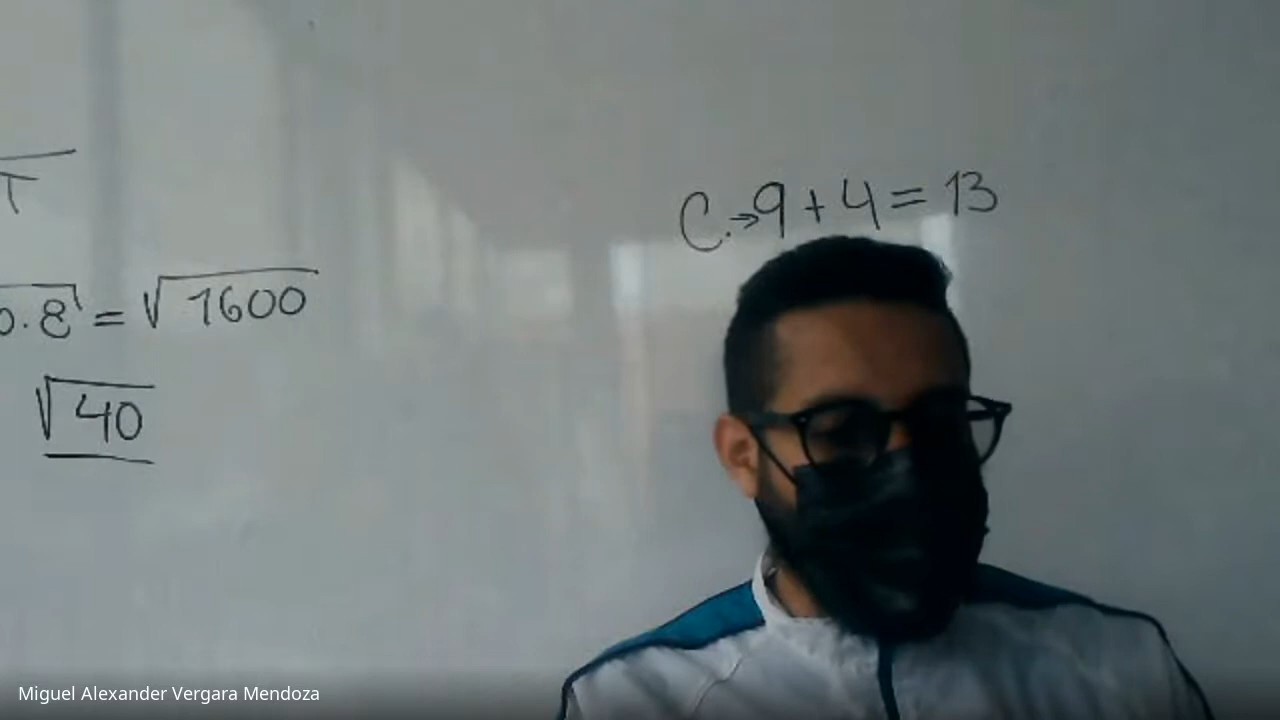 T
C.→9+4=13
.8 = √1600
√40
Miguel Alexander Vergara Mendoza